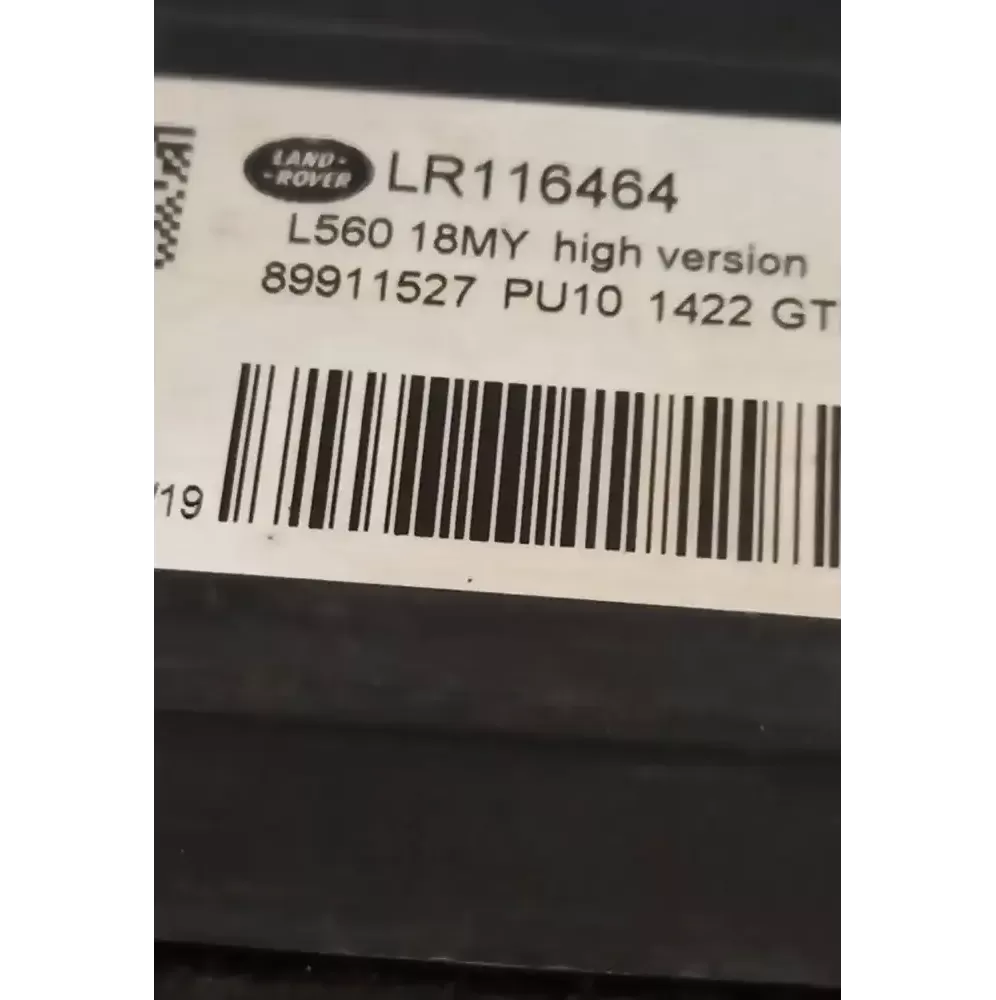 LAND-
-ROVER
LR116464
L560 18MY high version
89911527 PU10 1422 GT
/19